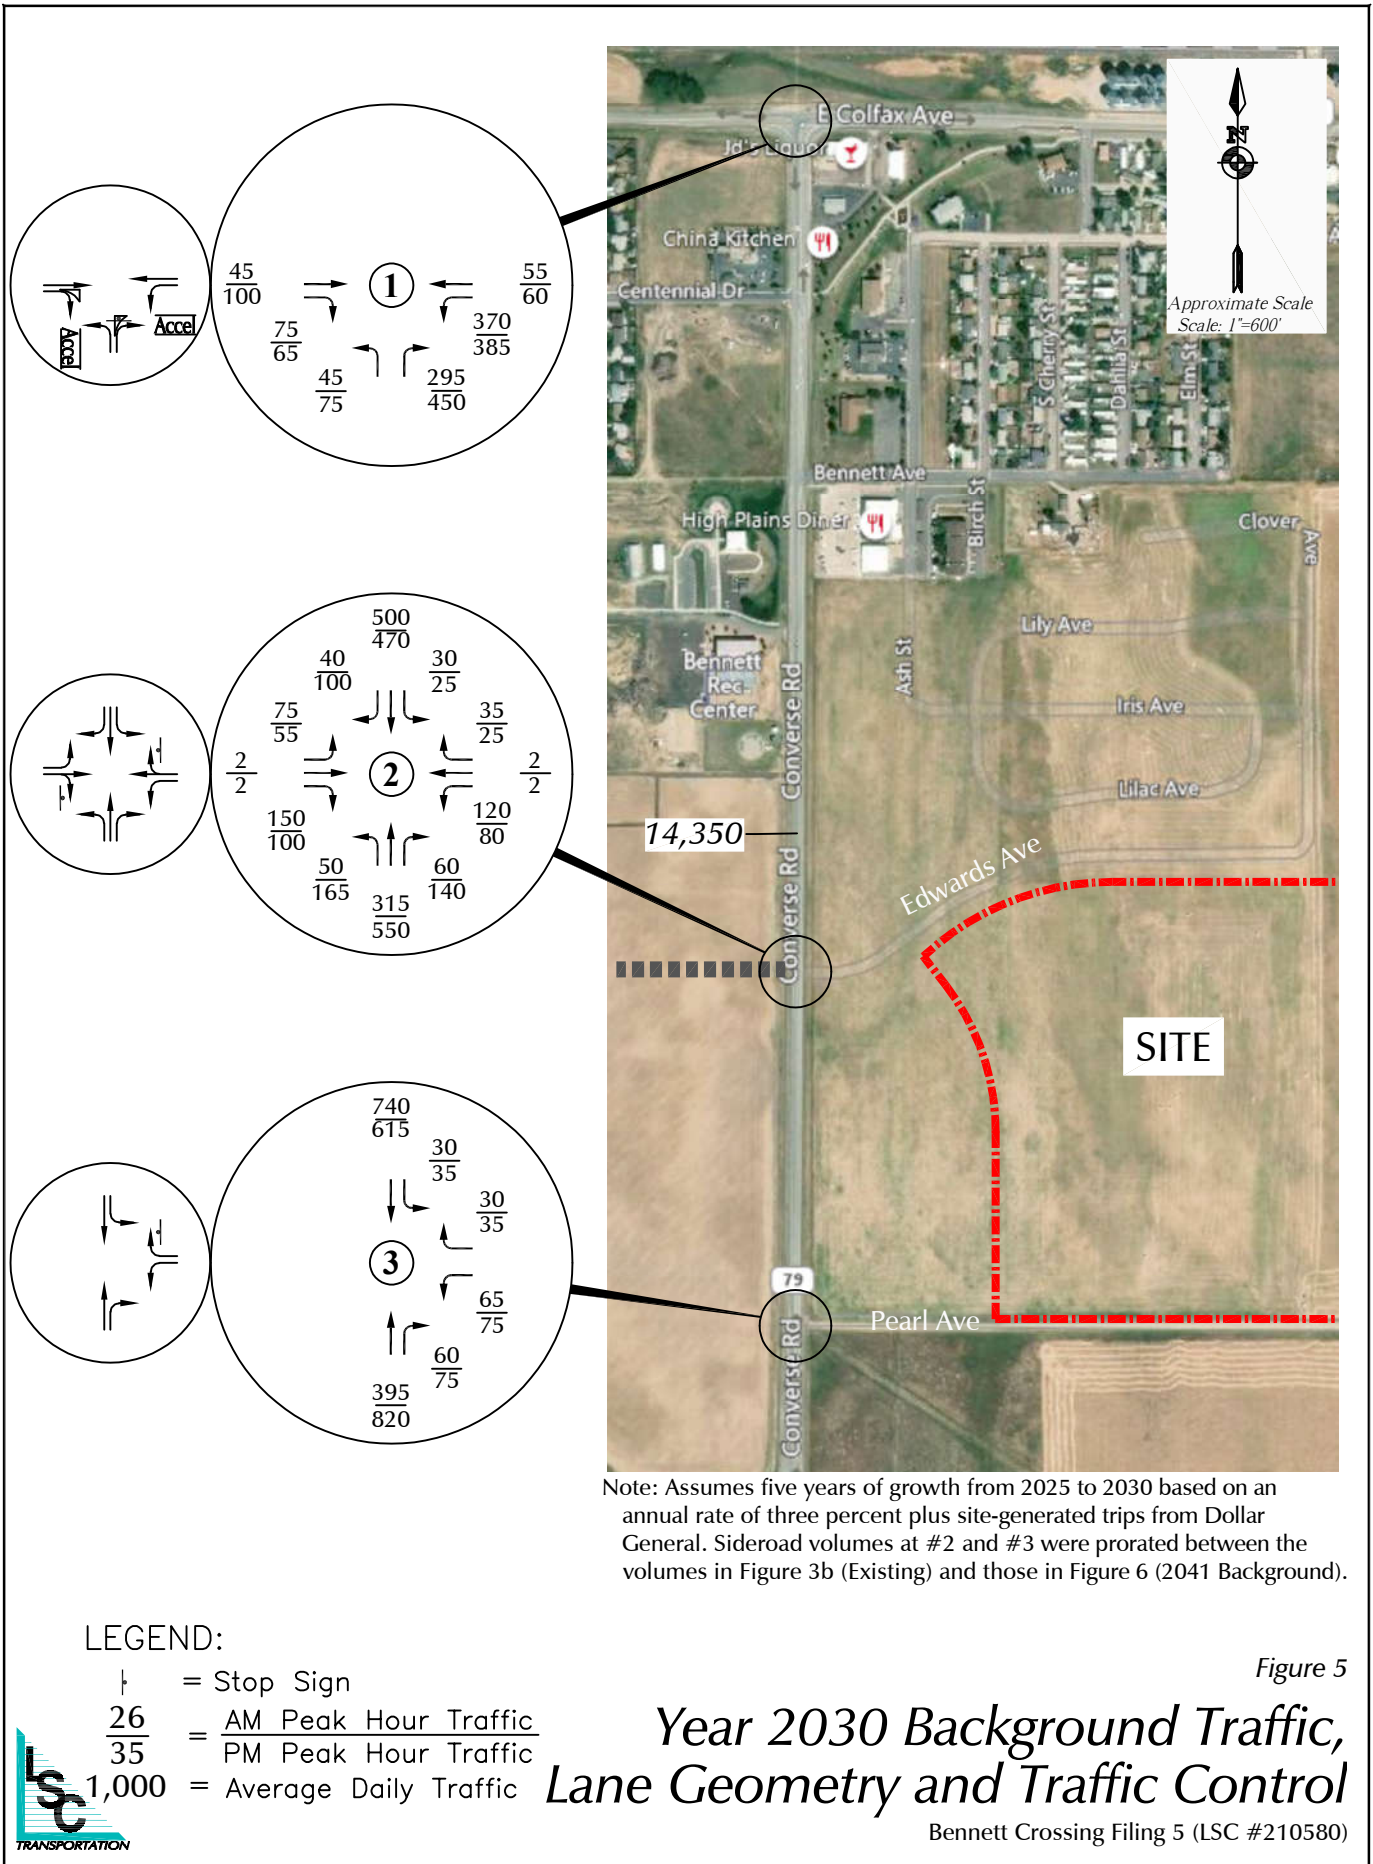 E Colfax Ave
Jd's Liquor
China Kitchen
Centennial Dr
S Cherry St
Dahlia St
Elm St
N
Approximate Scale
Scale: 1"=600'
Bennett Ave
High Plains Diner
Birch St
Clover
Ave
Lily Ave
Ash St
Bennett
Rec
Center
Converse Rd
Iris Ave
Lilac Ave
14,350
Converse Rd
Edwards Ave
Converse Rd
SITE
79
Pearl Ave
Converse Rd
Accel
Accel
1
45
100
55
60
75
65
370
385
45
75
295
450
2
500
470
40
100
30
25
75
55
35
25
2
2
2
2
150
100
120
80
50
165
60
140
315
550
3
740
615
30
35
30
35
65
75
60
75
395
820
Note: Assumes five years of growth from 2025 to 2030 based on an
annual rate of three percent plus site-generated trips from Dollar
General. Sideroad volumes at #2 and #3 were prorated between the
volumes in Figure 3b (Existing) and those in Figure 6 (2041 Background).
LEGEND:
= Stop Sign
26
35
=
AM Peak Hour Traffic
PM Peak Hour Traffic
1,000 = Average Daily Traffic
LSC
TRANSPORTATION
Figure 5
Year 2030 Background Traffic,
Lane Geometry and Traffic Control
Bennett Crossing Filing 5 (LSC #210580)